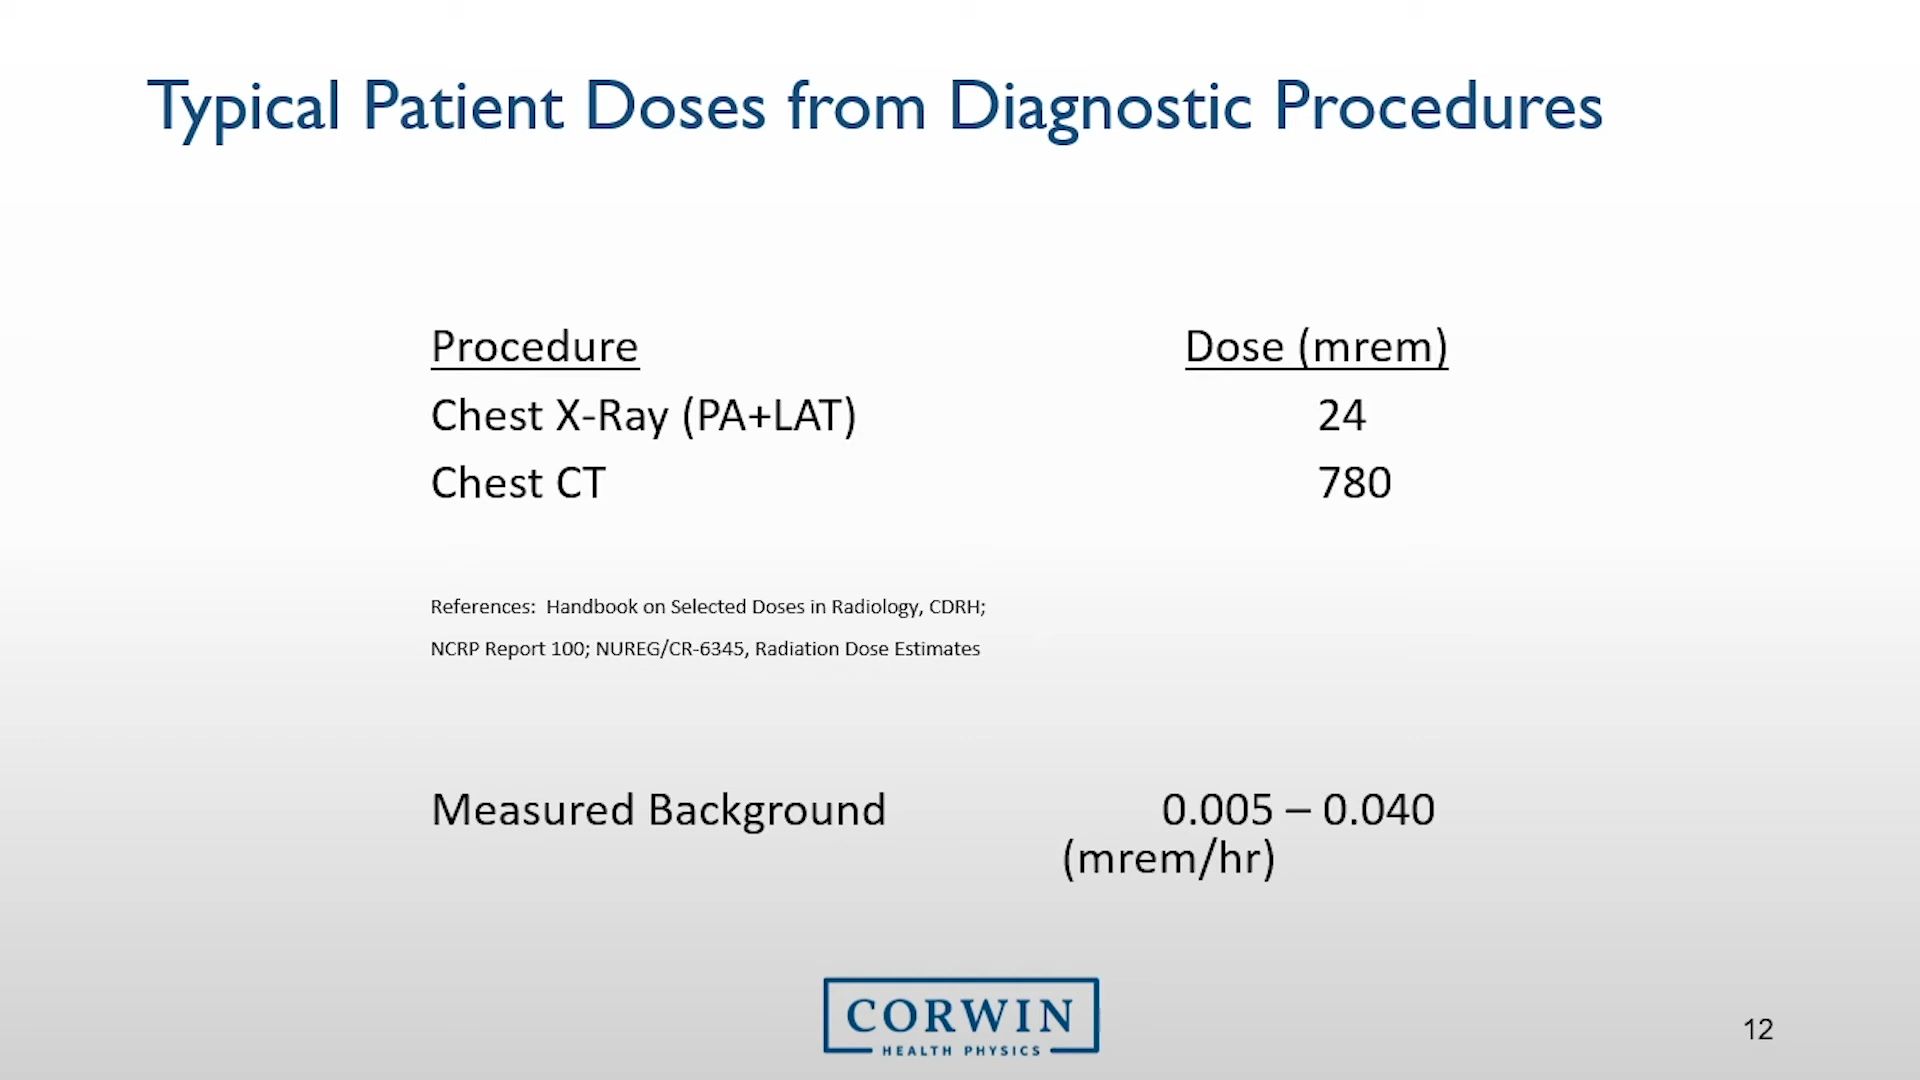 Typical Patient Doses from Diagnostic Procedures
Procedure Dose (mrem)
Chest X-Ray (PA+LAT) 24
Chest CT 780
References: Handbook on Selected Doses in Radiology, CDRH;
NCRP Report 100; NUREG/CR-6345, Radiation Dose Estimates
Measured Background 0.005 – 0.040
(mrem/hr)
CORWIN
HEALTH PHYSICS
12